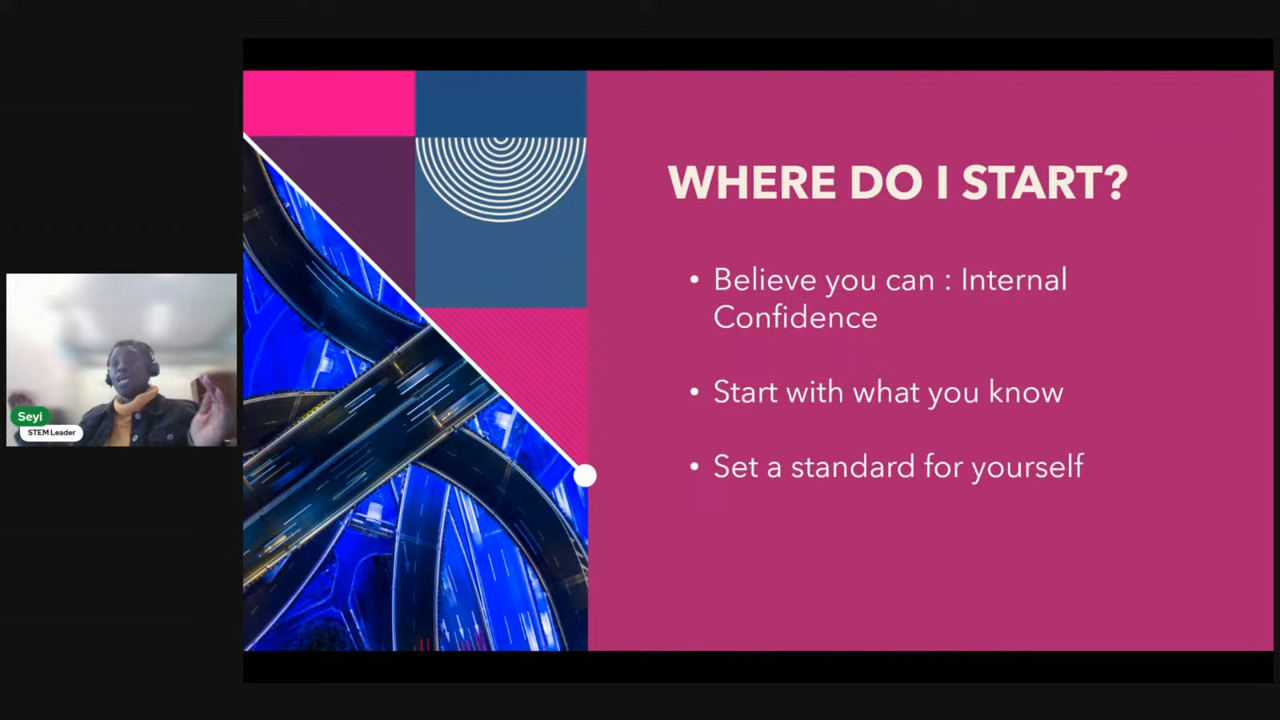 WHERE DO I START?
• Believe you can : Internal
Confidence
• Start with what you know
• Set a standard for yourself
Seyi
STEM Leader